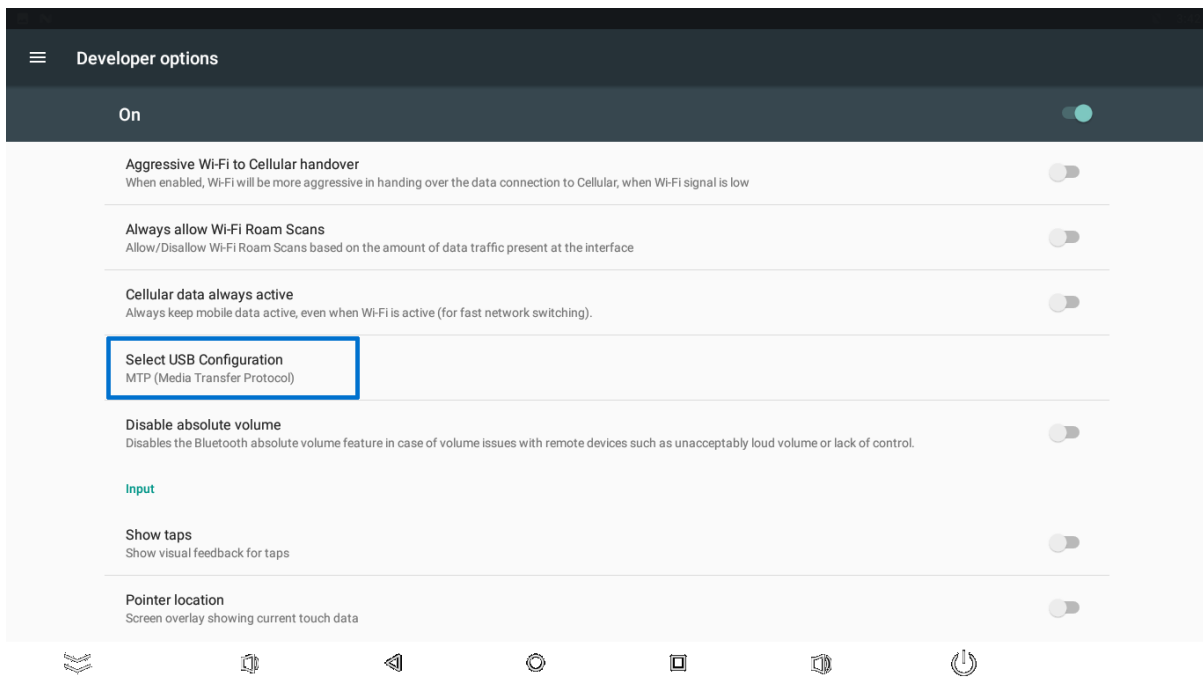 Developer options
On
Aggressive Wi-Fi to Cellular handover
When enabled, Wi-Fi will be more aggressive in handing over the data connection to Cellular, when Wi-Fi signal is low
Always allow Wi-Fi Roam Scans
Allow/Disallow Wi-Fi Roam Scans based on the amount of data traffic present at the interface
Cellular data always active
Always keep mobile data active, even when Wi-Fi is active (for fast network switching).
Select USB Configuration
MTP (Media Transfer Protocol)
Disable absolute volume
Disables the Bluetooth absolute volume feature in case of volume issues with remote devices such as unacceptably loud volume or lack of control.
Input
Show taps
Show visual feedback for taps
Pointer location
Screen overlay showing current touch data